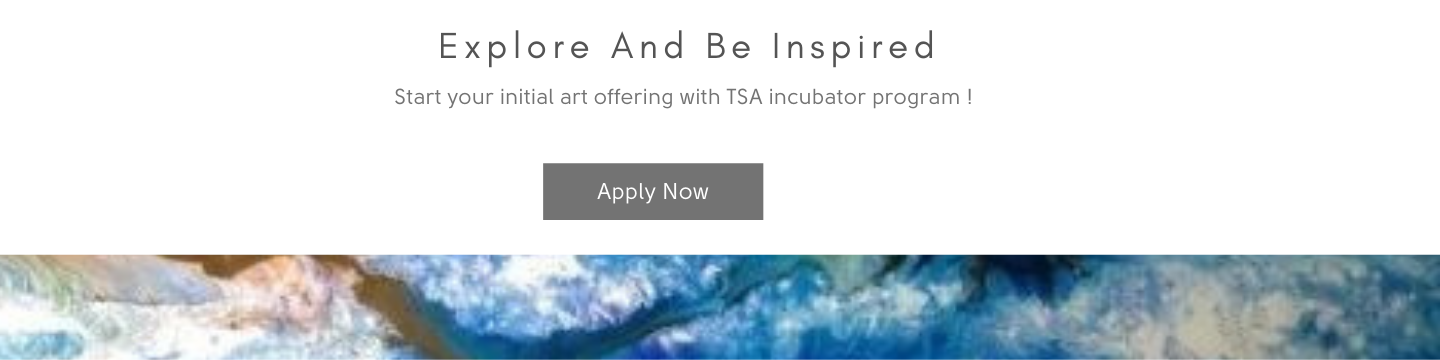 Explore And Be Inspired
Start your initial art offering with TSA incubator program !
Apply Now